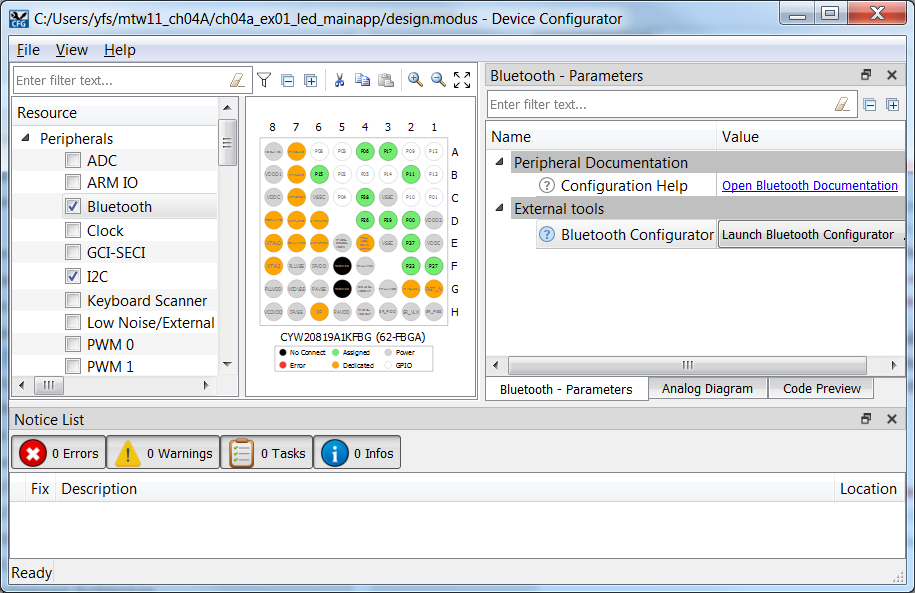 C:/Users/yfs/mtw11_ch04A/ch04a_ex01_led_mainapp/design.modus - Device Configurator
File View Help
Enter filter text...
Resource
Peripherals
ADC
ARM IO
Bluetooth
Clock
GCI-SECI
I2C
Keyboard Scanner
Low Noise/External
PWM 0
PWM 1
8 7 6 5 4 3 2 1
A
B
C
D
E
F
G
H
CYW20819A1KFBG (62-FBGA)
No Connect Assigned Power
Error Dedicated GPIO
Bluetooth - Parameters
Enter filter text...
Name Value
Peripheral Documentation
Configuration Help Open Bluetooth Documentation
External tools
Bluetooth Configurator Launch Bluetooth Configurator
Bluetooth - Parameters Analog Diagram Code Preview
Notice List
0 Errors 0 Warnings 0 Tasks 0 Infos
Fix Description Location
Ready